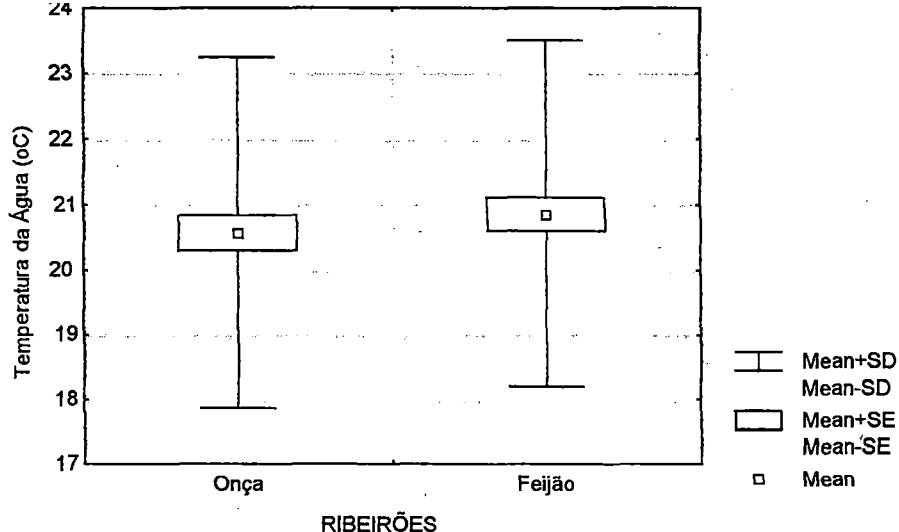 24
23
22
21
20
19
18
17
Temperatura da Água (oC)
Onça
Feijão
RIBEIRÕES
Mean+SD
Mean-SD
Mean+SE
Mean-SE
Mean